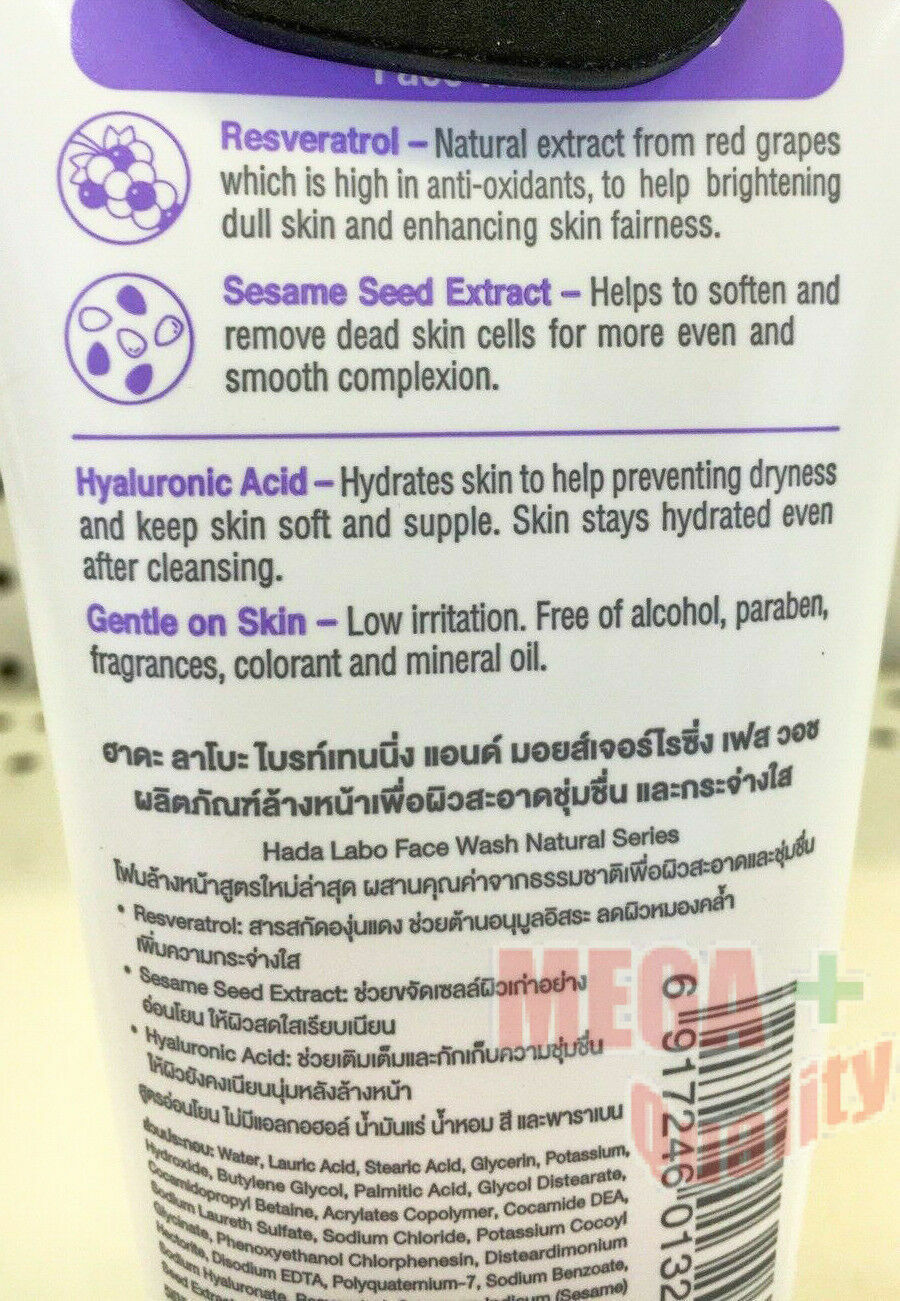 Resveratrol – Natural extract from red grapes
which is high in anti-oxidants, to help brightening
dull skin and enhancing skin fairness.
Sesame Seed Extract – Helps to soften and
remove dead skin cells for more even and
smooth complexion.
Hyaluronic Acid – Hydrates skin to help preventing dryness
and keep skin soft and supple. Skin stays hydrated even
after cleansing.
Gentle on Skin – Low irritation. Free of alcohol, paraben,
fragrances, colorant and mineral oil.
ฮาดะ ลาโบะ ไบรท์เทนนิ่ง แอนด์ มอยส์เจอร์ไรซิ่ง เฟส วอช
ผลิตภัณฑ์ล้างหน้าเพื่อผิวสะอาดชุ่มชื่น และกระจ่างใส
Hada Labo Face Wash Natural Series
โฟมล้างหน้าสูตรใหม่ล่าสุด ผสานคุณค่าจากธรรมชาติเพื่อผิวสะอาดและชุ่มชื่น
• Resveratrol: สารสกัดองุ่นแดง ช่วยต้านอนุมูลอิสระ ลดผิวหมองคล้ำ
เพิ่มความกระจ่างใส
• Sesame Seed Extract: ช่วยขจัดเซลล์ผิวเก่าอย่าง
อ่อนโยน ให้ผิวสดใสเรียบเนียน
• Hyaluronic Acid: ช่วยเติมเต็มและกักเก็บความชุ่มชื่น
ให้ผิวยังคงเนียนนุ่มหลังล้างหน้า
สูตรอ่อนโยน ไม่มีแอลกอฮอล์ น้ำมันแร่ น้ำหอม สี และพาราเบน
ส่วนประกอบ: Water, Lauric Acid, Stearic Acid, Glycerin, Potassium,
Hydroxide, Butylene Glycol, Palmitic Acid, Glycol Distearate,
Cocamidopropyl Betaine, Acrylates Copolymer, Cocamide DEA,
Sodium Laureth Sulfate, Sodium Chloride, Potassium Cocoyl
Glycinate, Phenoxyethanol Chlorphenesin, Disteardimonium
Hectorite, Disodium EDTA, Polyquaternium-7, Sodium Benzoate,
Sodium Hyaluronate, (Sesame)
Seed
6 917246 0132
MEGA +
Quality